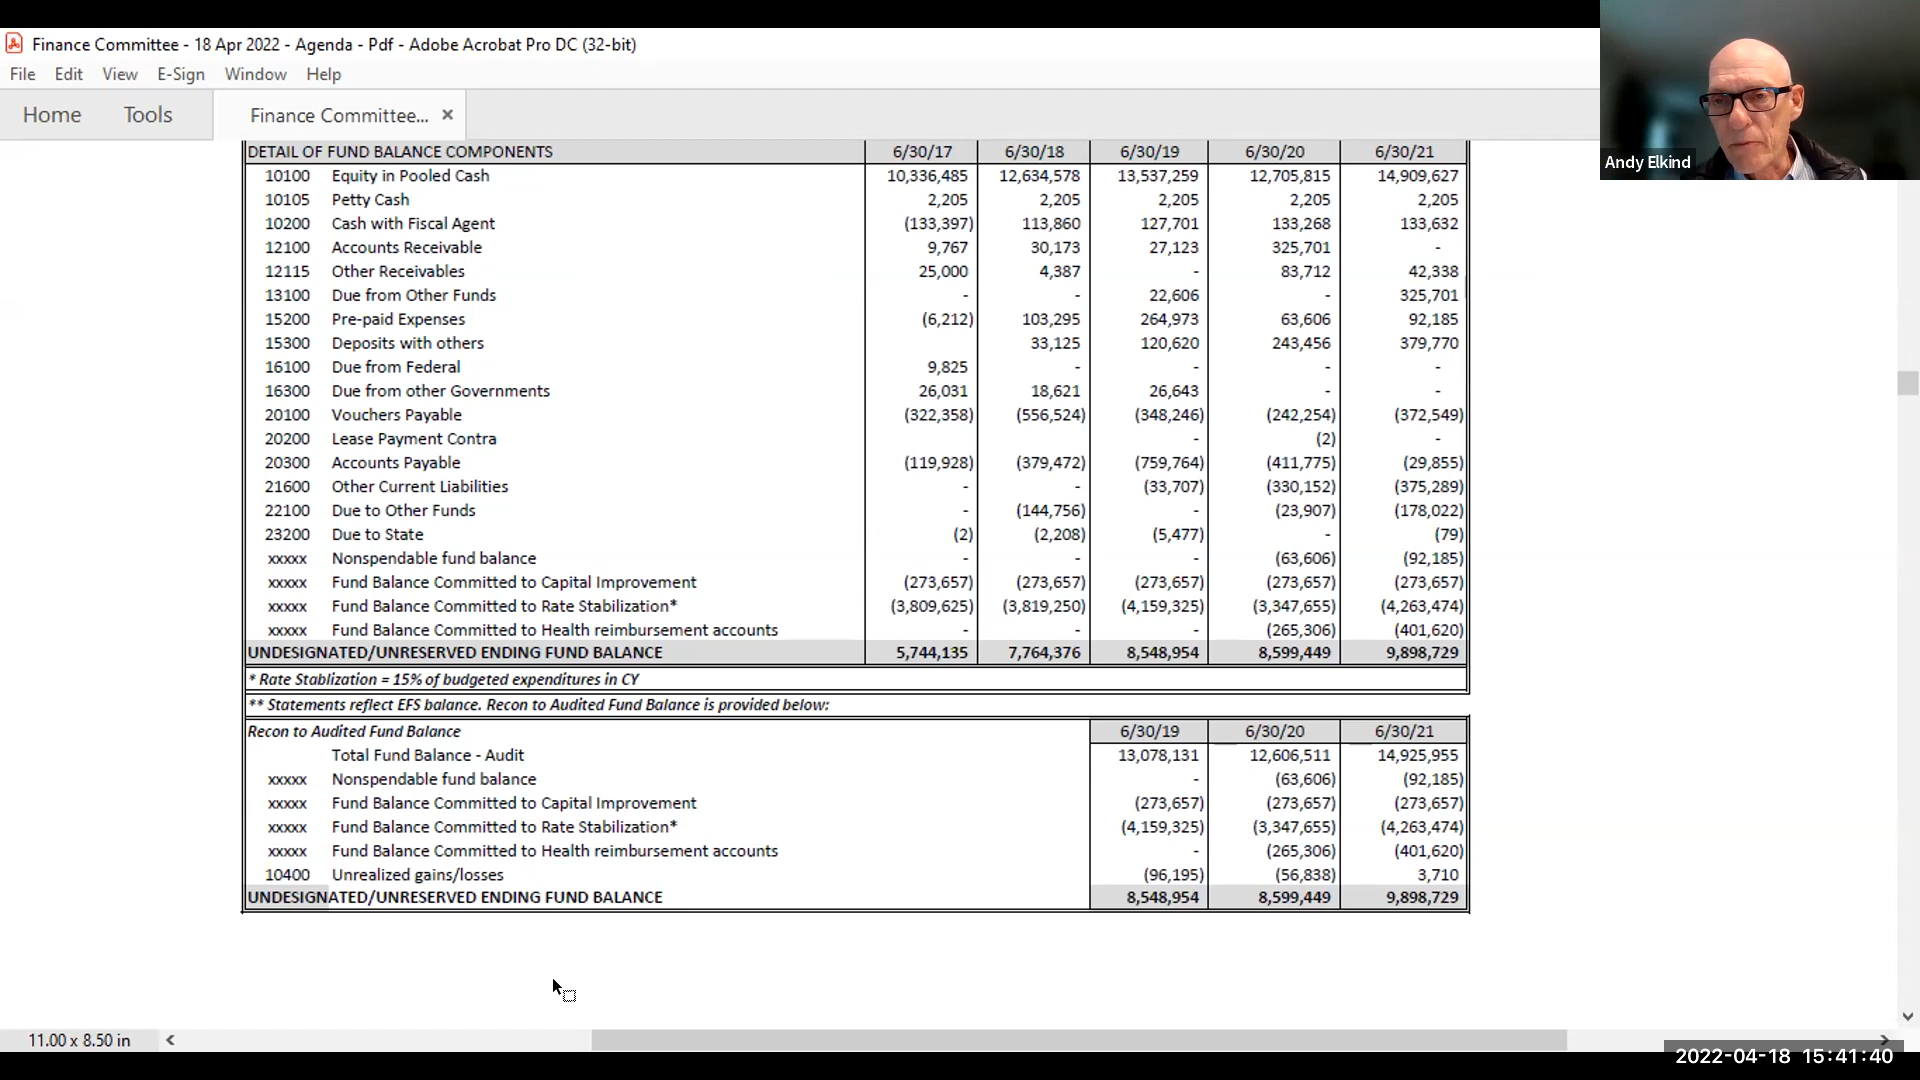 Finance Committee - 18 Apr 2022 - Agenda - Pdf - Adobe Acrobat Pro DC (32-bit)
File Edit View E-Sign Window Help
Home Tools Finance Committee... ×
Andy Elkind
DETAIL OF FUND BALANCE COMPONENTS 6/30/17 6/30/18 6/30/19 6/30/20 6/30/21
10100 Equity in Pooled Cash 10,336,485 12,634,578 13,537,259 12,705,815 14,909,627
10105 Petty Cash 2,205 2,205 2,205 2,205 2,205
10200 Cash with Fiscal Agent (133,397) 113,860 127,701 133,268 133,632
12100 Accounts Receivable 9,767 30,173 27,123 325,701 -
12115 Other Receivables 25,000 4,387 - 83,712 42,338
13100 Due from Other Funds - - 22,606 - 325,701
15200 Pre-paid Expenses (6,212) 103,295 264,973 63,606 92,185
15300 Deposits with others 33,125 120,620 243,456 379,770
16100 Due from Federal 9,825 - - - -
16300 Due from other Governments 26,031 18,621 26,643 - -
20100 Vouchers Payable (322,358) (556,524) (348,246) (242,254) (372,549)
20200 Lease Payment Contra - (2) -
20300 Accounts Payable (119,928) (379,472) (759,764) (411,775) (29,855)
21600 Other Current Liabilities - - (33,707) (330,152) (375,289)
22100 Due to Other Funds - (144,756) - (23,907) (178,022)
23200 Due to State (2) (2,208) (5,477) - (79)
xxxxx Nonspendable fund balance - - - (63,606) (92,185)
xxxxx Fund Balance Committed to Capital Improvement (273,657) (273,657) (273,657) (273,657) (273,657)
xxxxx Fund Balance Committed to Rate Stabilization* (3,809,625) (3,819,250) (4,159,325) (3,347,655) (4,263,474)
xxxxx Fund Balance Committed to Health reimbursement accounts - - - (265,306) (401,620)
UNDESIGNATED/UNRESERVED ENDING FUND BALANCE 5,744,135 7,764,376 8,548,954 8,599,449 9,898,729
* Rate Stablization = 15% of budgeted expenditures in CY
** Statements reflect EFS balance. Recon to Audited Fund Balance is provided below:
Recon to Audited Fund Balance 6/30/19 6/30/20 6/30/21
Total Fund Balance - Audit 13,078,131 12,606,511 14,925,955
xxxxx Nonspendable fund balance - (63,606) (92,185)
xxxxx Fund Balance Committed to Capital Improvement (273,657) (273,657) (273,657)
xxxxx Fund Balance Committed to Rate Stabilization* (4,159,325) (3,347,655) (4,263,474)
xxxxx Fund Balance Committed to Health reimbursement accounts - (265,306) (401,620)
10400 Unrealized gains/losses (96,195) (56,838) 3,710
UNDESIGNATED/UNRESERVED ENDING FUND BALANCE 8,548,954 8,599,449 9,898,729
11.00 x 8.50 in
2022-04-18 15:41:40